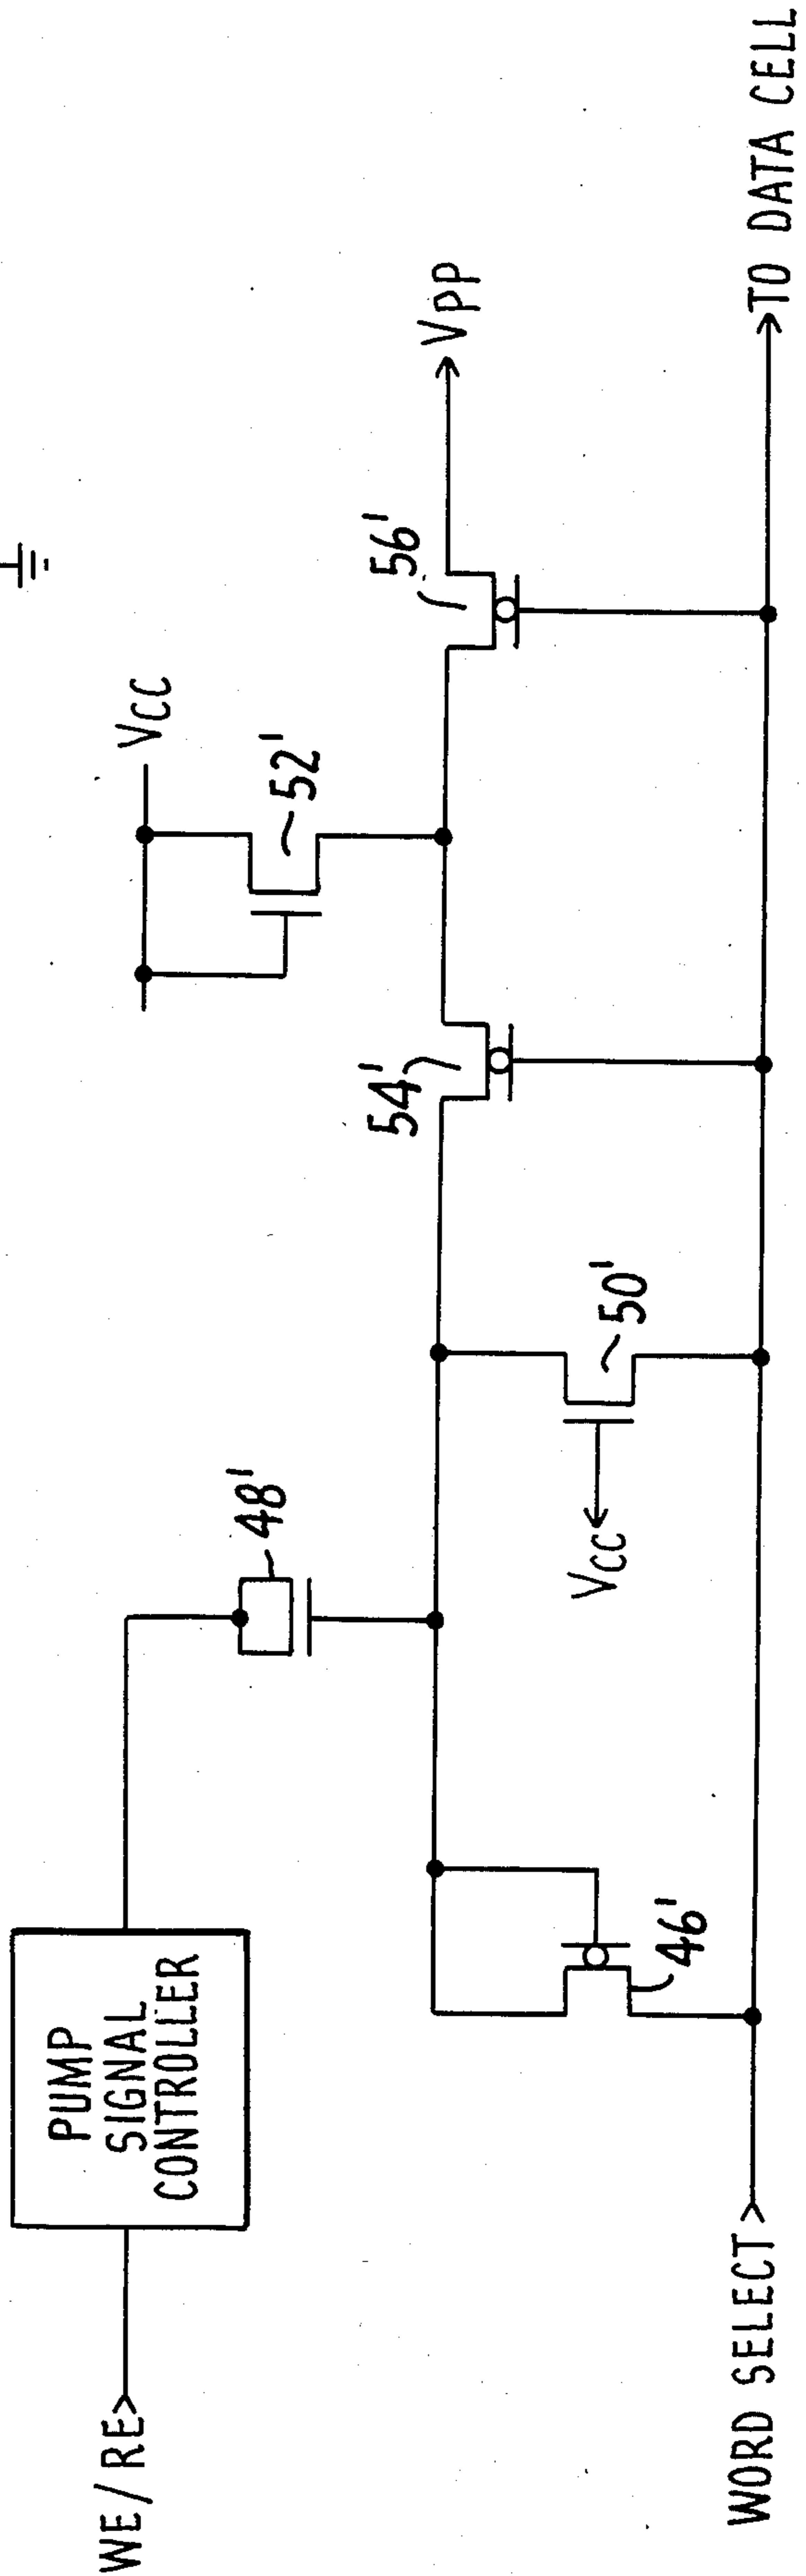 WE/RE
PUMP
SIGNAL
CONTROLLER
48'
VCC
52'
54'
56'
VPP
46'
VCC
50'
WORD SELECT
TO DATA CELL